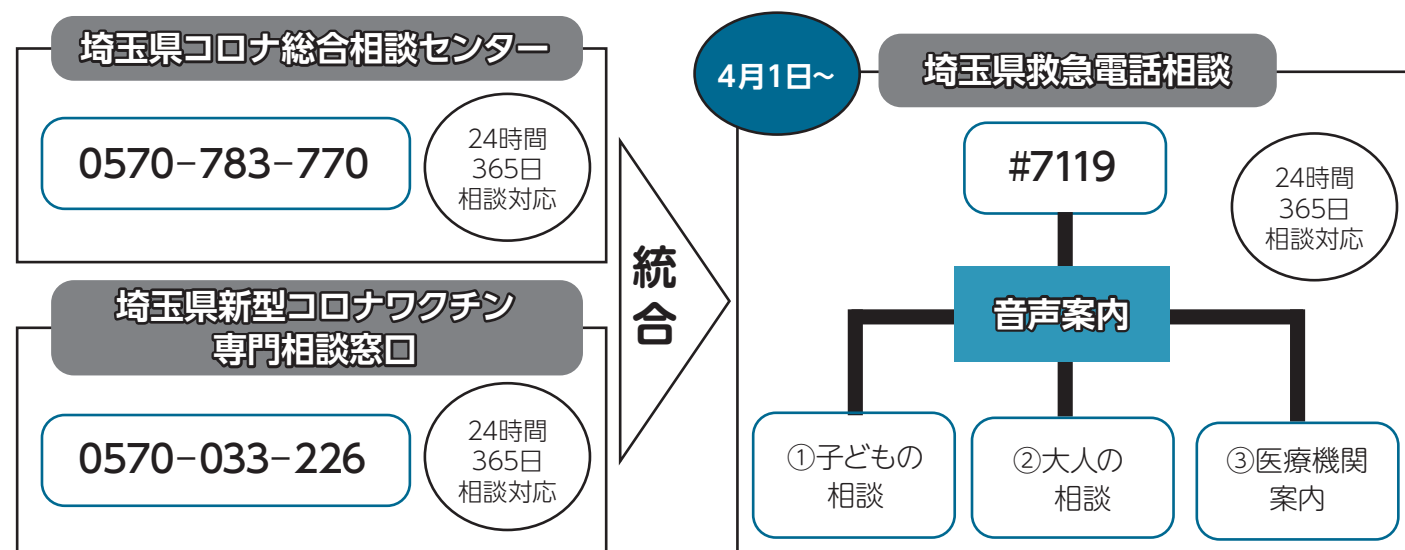 埼玉県コロナ総合相談センター
0570-783-770
24時間
365日
相談対応
埼玉県新型コロナワクチン
専門相談窓口
0570-033-226
24時間
365日
相談対応
統
合
4月1日~
埼玉県救急電話相談
#7119
24時間
365日
相談対応
音声案内
①子どもの
相談
②大人の
相談
③医療機関
案内